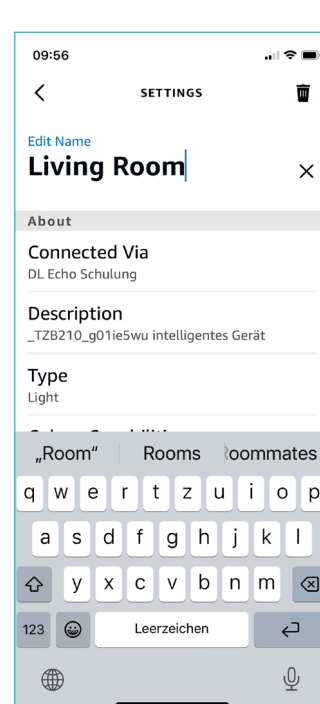 09:56
SETTINGS
Edit Name
Living Room
About
Connected Via
DL Echo Schulung
Description
_TZB210_g01ie5wu intelligentes Gerät
Type
Light
„Room“ Rooms Roommates
q w e r t z u i o p
a s d f g h j k l
y x c v b n m
123 Leerzeichen